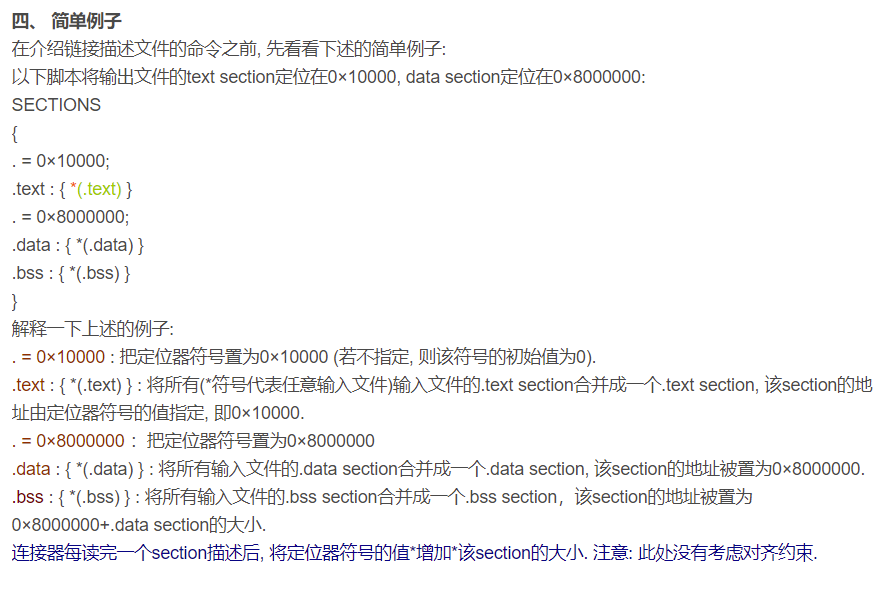 四、 简单例子
在介绍链接描述文件的命令之前, 先看看下述的简单例子:
以下脚本将输出文件的text section定位在0×10000, data section定位在0×8000000:
SECTIONS
{
. = 0×10000;
.text : { *(.text) }
. = 0×8000000;
.data : { *(.data) }
.bss : { *(.bss) }
}
解释一下上述的例子:
. = 0×10000 : 把定位器符号置为0×10000 (若不指定, 则该符号的初始值为0).
.text : { *(.text) } : 将所有(*符号代表任意输入文件)输入文件的.text section合并成一个.text section, 该section的地
址由定位器符号的值指定, 即0×10000.
. = 0×8000000 ：把定位器符号置为0×8000000
.data : { *(.data) } : 将所有输入文件的.data section合并成一个.data section, 该section的地址被置为0×8000000.
.bss : { *(.bss) } : 将所有输入文件的.bss section合并成一个.bss section，该section的地址被置为
0×8000000+.data section的大小.
连接器每读完一个section描述后, 将定位器符号的值*增加*该section的大小. 注意: 此处没有考虑对齐约束.